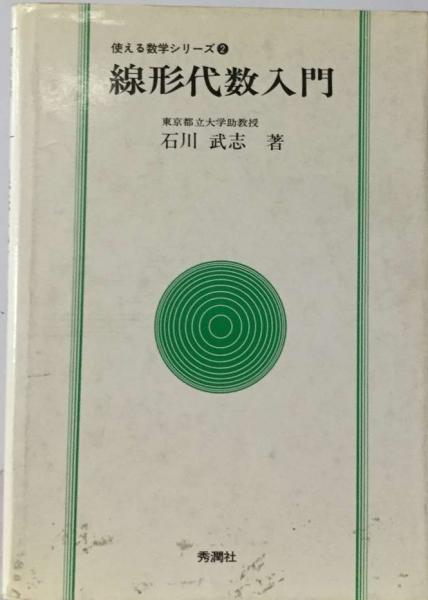 使える数学シリーズ❷
線形代数入門
東京都立大学助教授
石川 武志 著
秀潤社